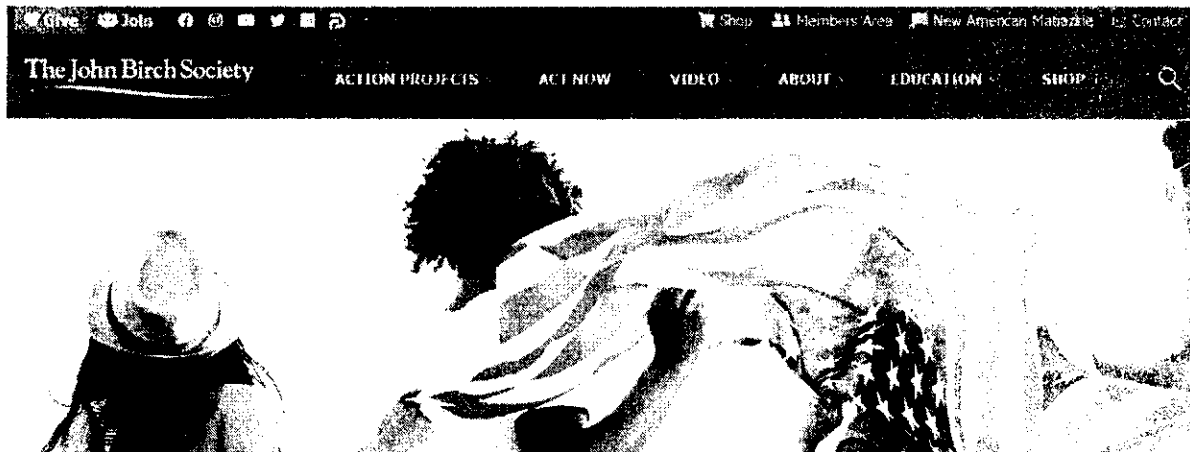 Give Join Shop Members Area New American Magazine Contact
The John Birch Society ACTION PROJECTS ACT NOW VIDEO ABOUT EDUCATION SHOP